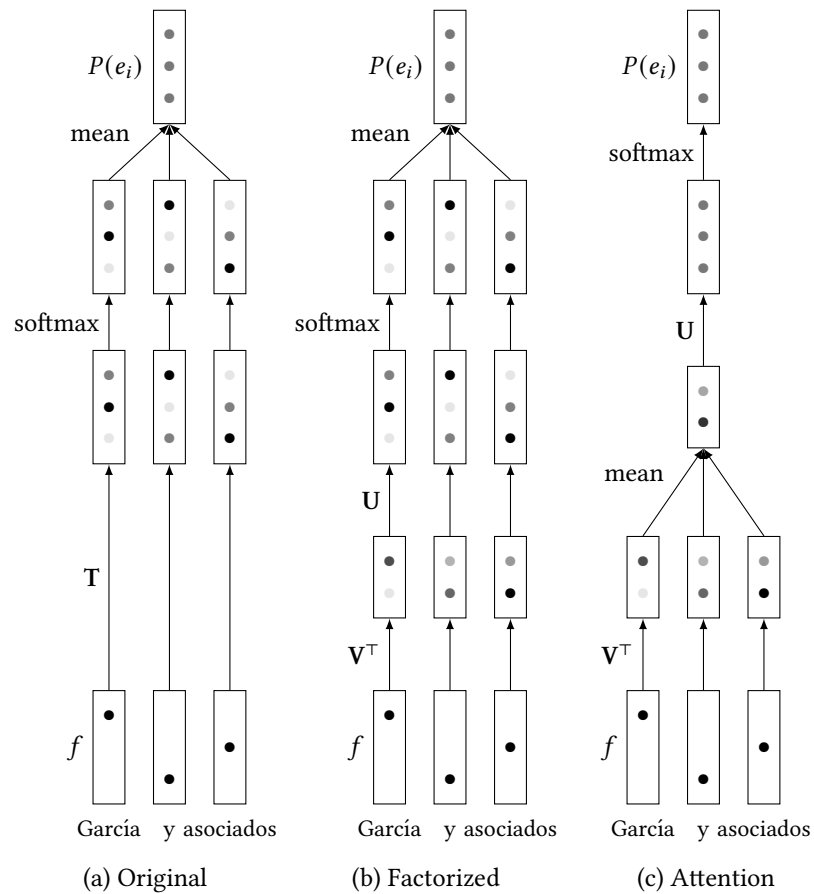 P(e_i) P(e_i) P(e_i)
mean mean softmax
softmax softmax U
mean
U
T
V⊤ V⊤
f f f
García y asociados García y asociados García y asociados
(a) Original (b) Factorized (c) Attention